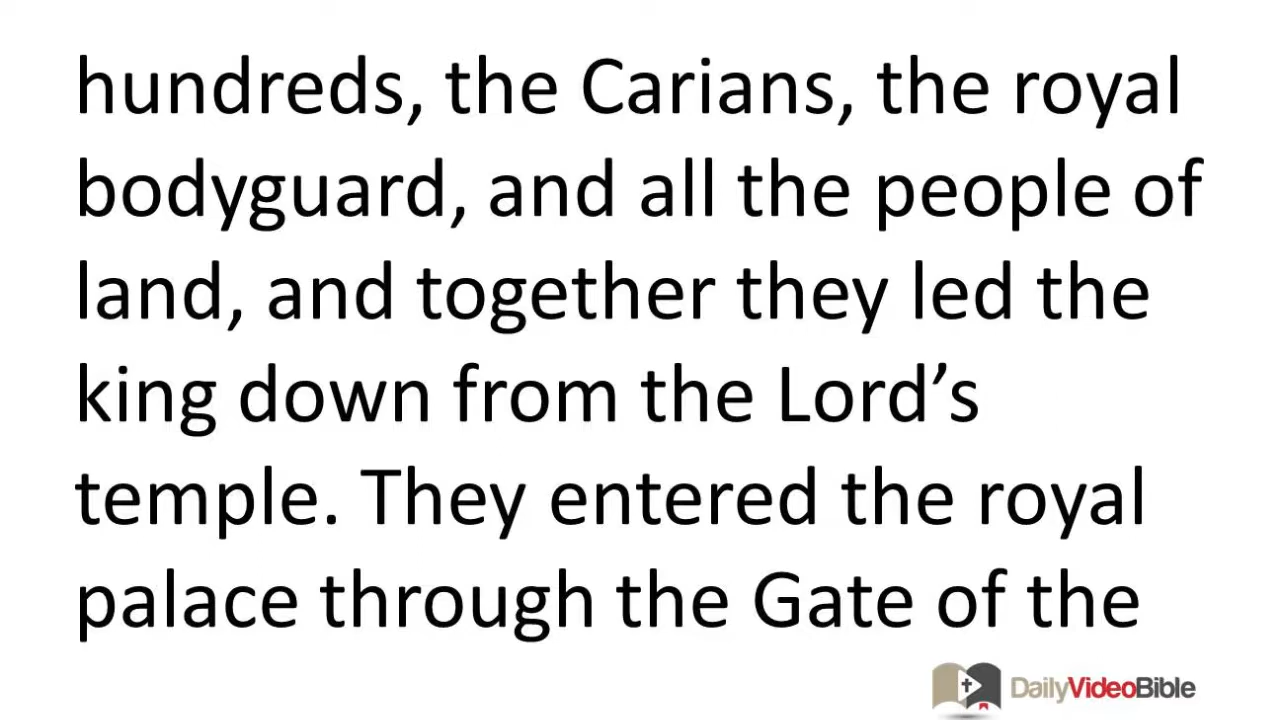 hundreds, the Carians, the royal
bodyguard, and all the people of
land, and together they led the
king down from the Lord’s
temple. They entered the royal
palace through the Gate of the
DailyVideoBible